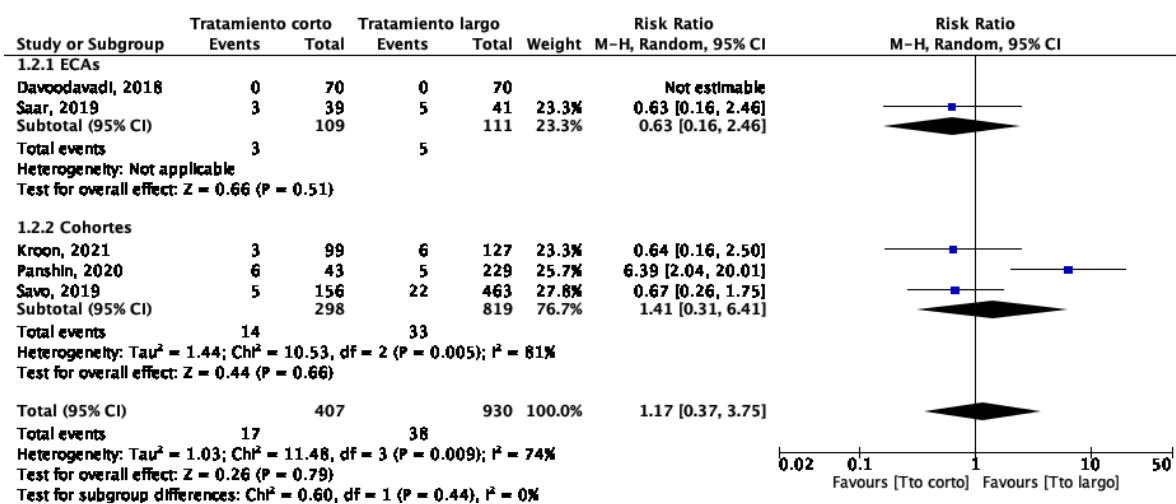 Tratamiento corto Tratamiento largo Risk Ratio Risk Ratio
Study or Subgroup Events Total Events Total Weight M-H, Random, 95% CI M-H, Random, 95% CI
1.2.1 ECAs
Davoodavadi, 2018 0 70 0 70 Not estimable
Saar, 2019 3 39 5 41 23.3% 0.63 [0.16, 2.46]
Subtotal (95% CI) 109 111 23.3% 0.63 [0.16, 2.46]
Total events 3 5
Heterogeneity: Not applicable
Test for overall effect: Z = 0.66 (P = 0.51)
1.2.2 Cohortes
Kroon, 2021 3 99 6 127 23.3% 0.64 [0.16, 2.50]
Panshin, 2020 6 43 5 229 25.7% 6.39 [2.04, 20.01]
Savo, 2019 5 156 22 463 27.8% 0.67 [0.26, 1.75]
Subtotal (95% CI) 298 819 76.7% 1.41 [0.31, 6.41]
Total events 14 33
Heterogeneity: Tau² = 1.44; Chi² = 10.53, df = 2 (P = 0.005); I² = 81%
Test for overall effect: Z = 0.44 (P = 0.66)
Total (95% CI) 407 930 100.0% 1.17 [0.37, 3.75]
Total events 17 38
Heterogeneity: Tau² = 1.03; Chi² = 11.48, df = 3 (P = 0.009); I² = 74%
Test for overall effect: Z = 0.26 (P = 0.79)
Test for subgroup differences: Chi² = 0.60, df = 1 (P = 0.44), I² = 0%
0.02 0.1 1 10 50
Favours [Tto corto] Favours [Tto largo]